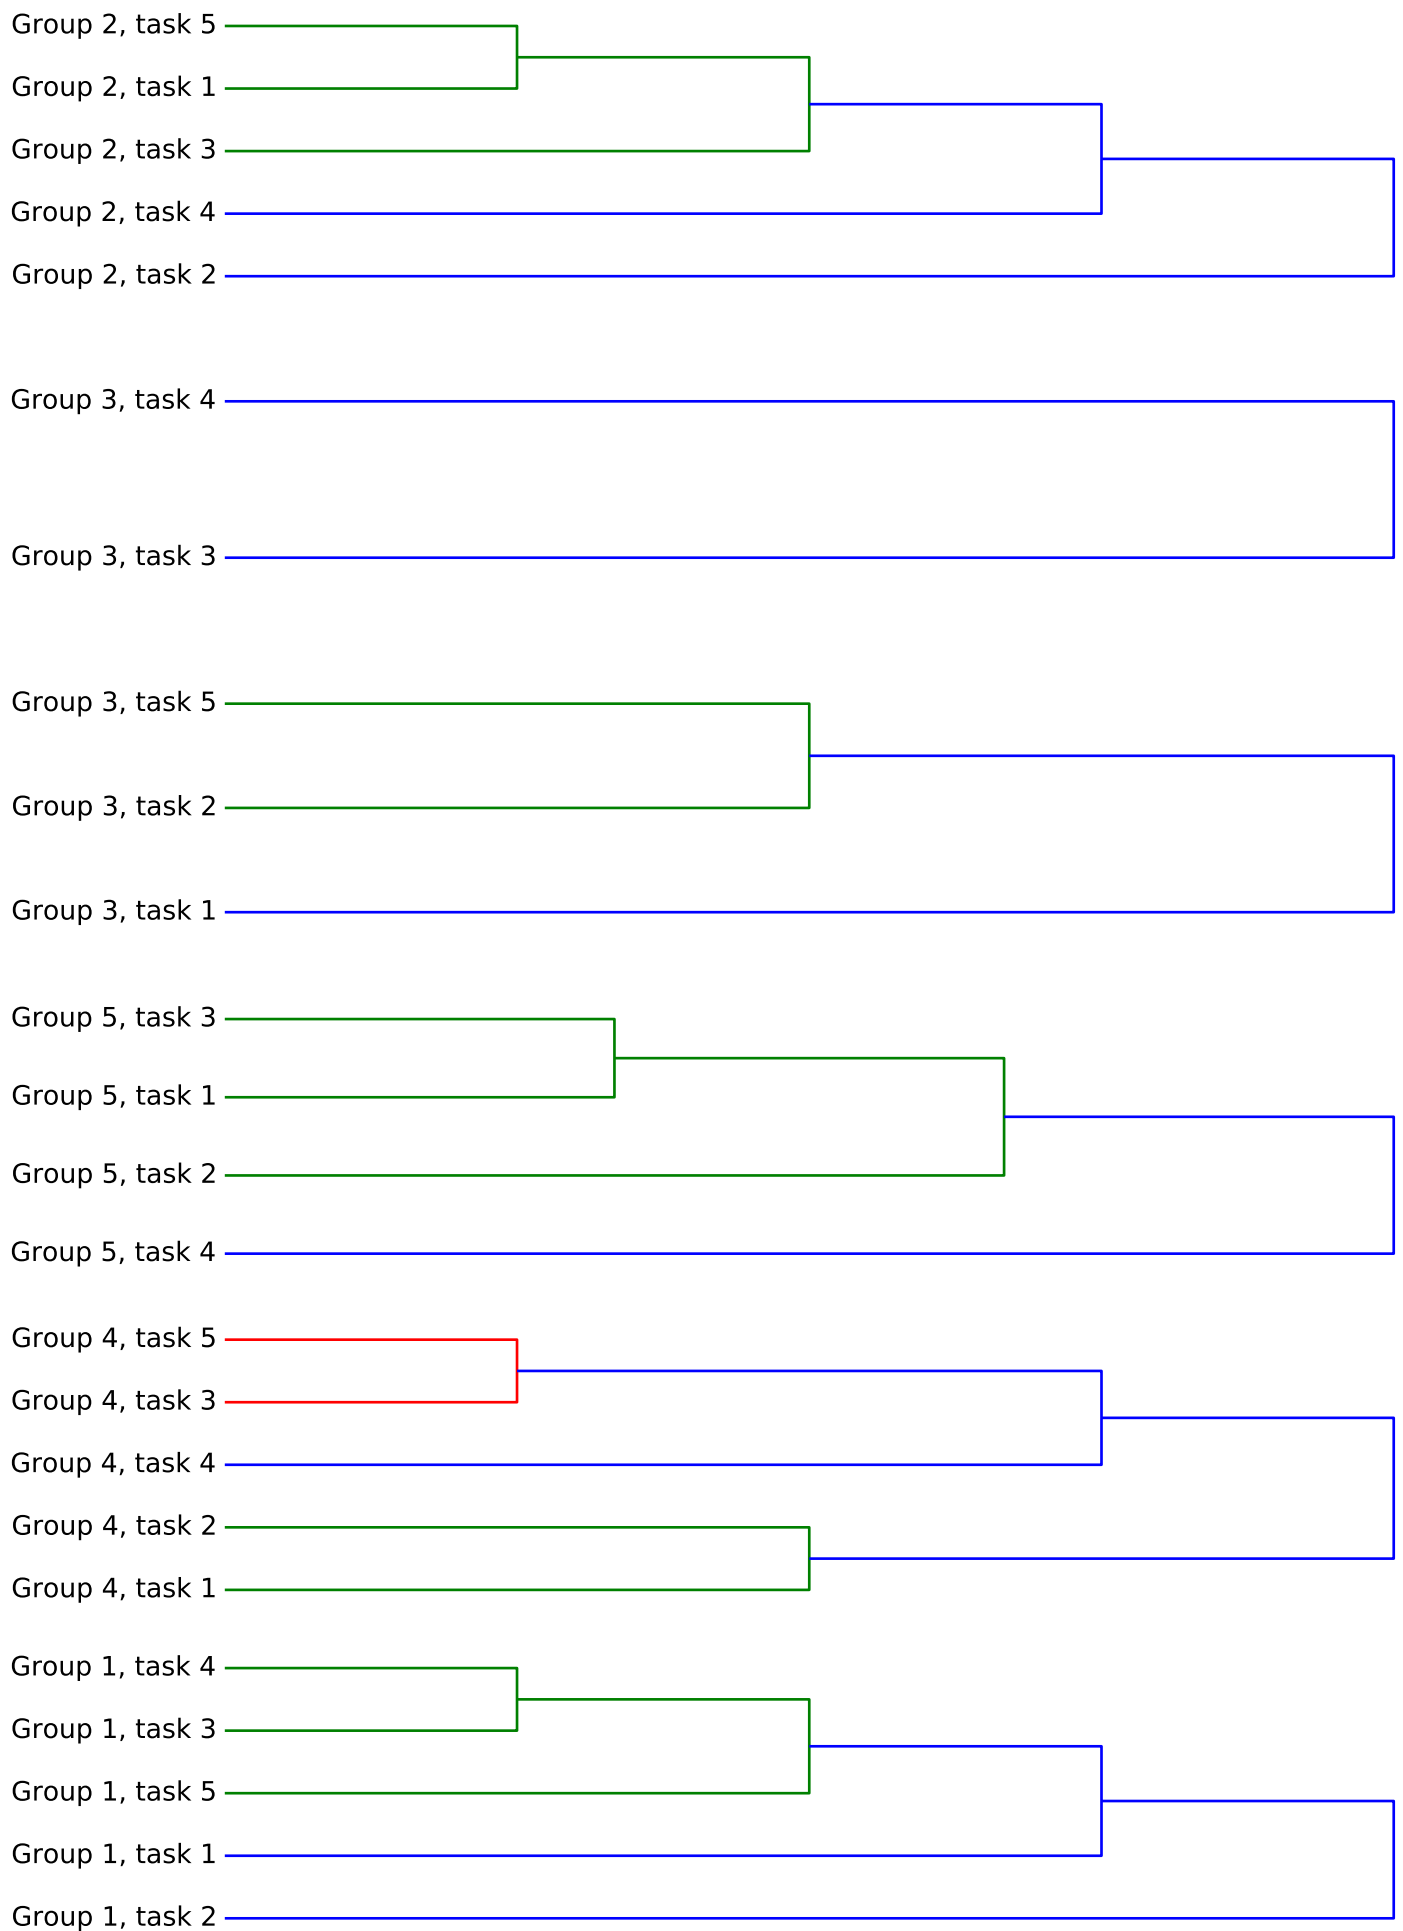 Group 2, task 5
Group 2, task 1
Group 2, task 3
Group 2, task 4
Group 2, task 2
Group 3, task 4
Group 3, task 3
Group 3, task 5
Group 3, task 2
Group 3, task 1
Group 5, task 3
Group 5, task 1
Group 5, task 2
Group 5, task 4
Group 4, task 5
Group 4, task 3
Group 4, task 4
Group 4, task 2
Group 4, task 1
Group 1, task 4
Group 1, task 3
Group 1, task 5
Group 1, task 1
Group 1, task 2